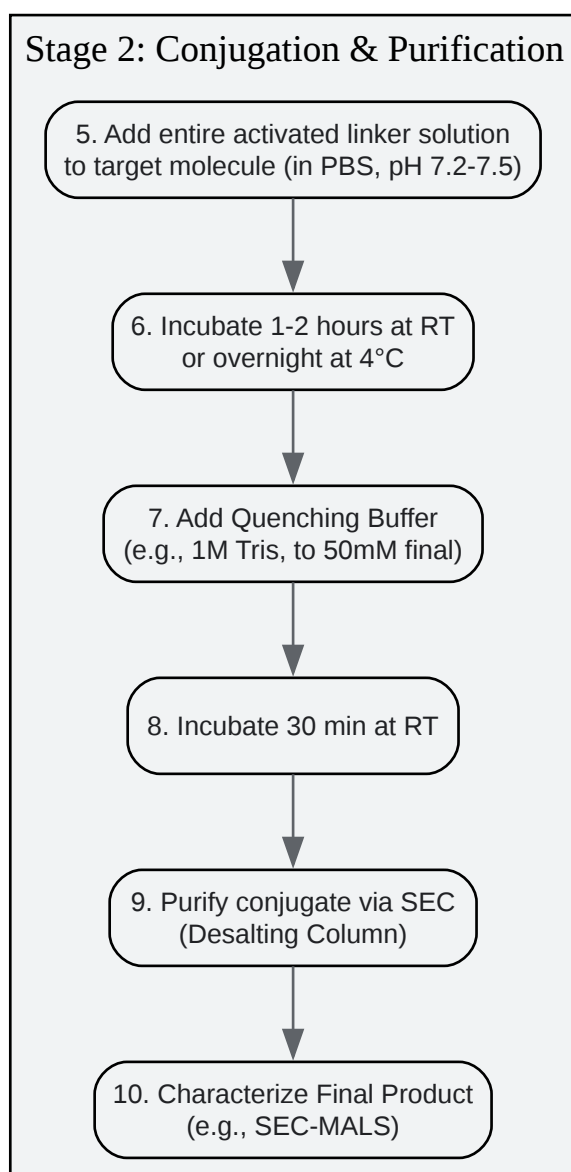 Stage 2: Conjugation & Purification
5. Add entire activated linker solution
to target molecule (in PBS, pH 7.2-7.5)
6. Incubate 1-2 hours at RT
or overnight at 4°C
7. Add Quenching Buffer
(e.g., 1M Tris, to 50mM final)
8. Incubate 30 min at RT
9. Purify conjugate via SEC
(Desalting Column)
10. Characterize Final Product
(e.g., SEC-MALS)